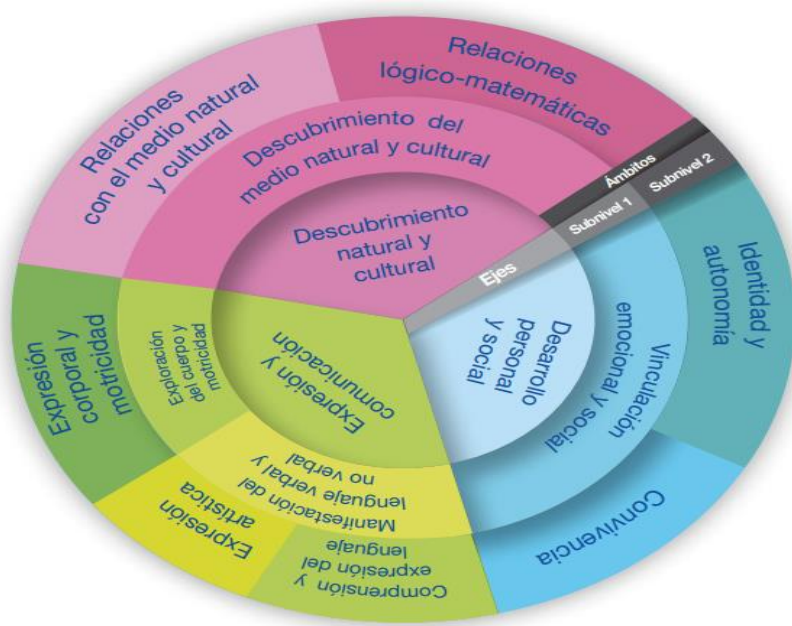 Relaciones
lógico-matemáticas
Relaciones
con el medio natural
y cultural
Descubrimiento del
medio natural y cultural
Descubrimiento
natural y
cultural
Ámbitos
Subnivel 2
Subnivel 1
Ejes
Identidad y
autonomía
Vinculación
emocional y social
Desarrollo
personal
y social
Convivencia
Expresión y
comunicación
Exploración
del cuerpo y
motricidad
Expresión
corporal y
motricidad
Manifestación del
lenguaje verbal y
no verbal
Expresión
artística
Comprensión y
expresión del
lenguaje